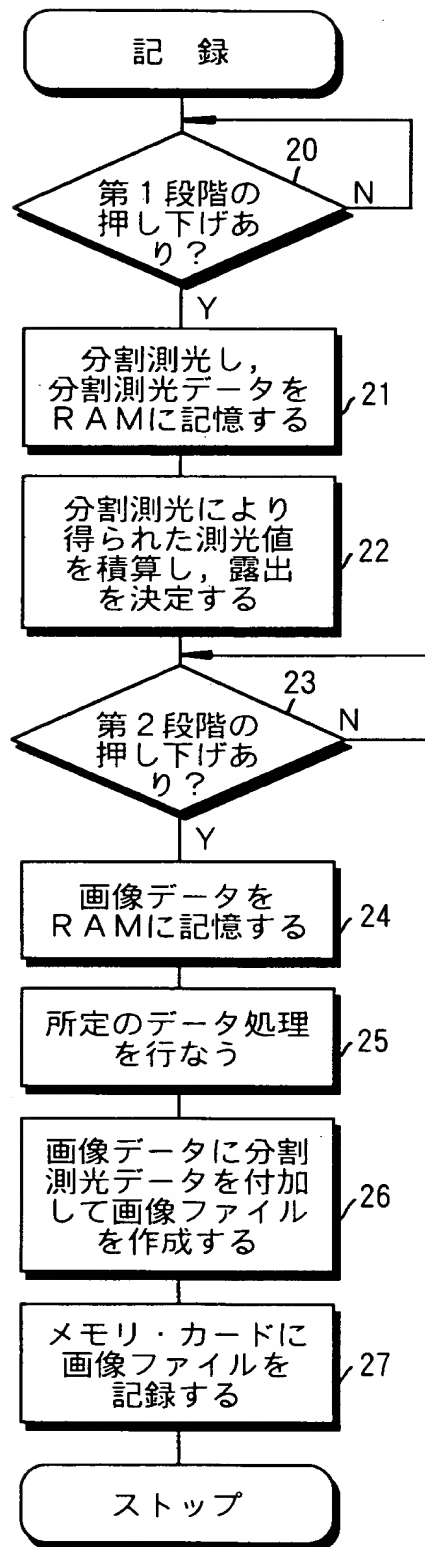 記 録
20
第1段階の
押し下げあ
り?
N
Y
分割測光し,
分割測光データを
RAMに記憶する
21
分割測光により
得られた測光値
を積算し,露出
を決定する
22
23
第2段階の
押し下げあ
り?
N
Y
画像データを
RAMに記憶する
24
所定のデータ処理
を行なう
25
画像データに分割
測光データを付加
して画像ファイル
を作成する
26
メモリ・カードに
画像ファイルを
記録する
27
ストップ